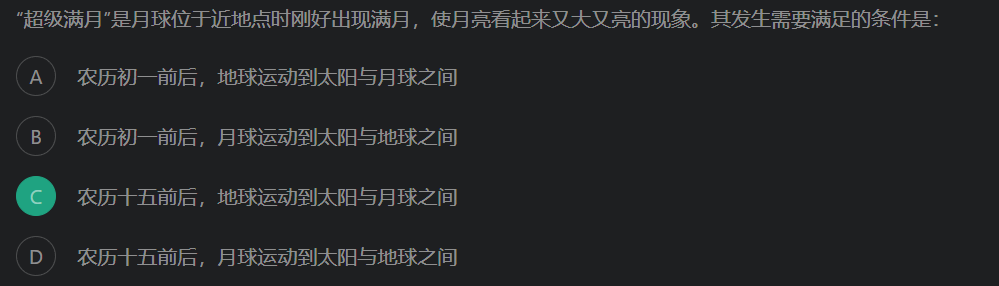 “超级满月”是月球位于近地点时刚好出现满月，使月亮看起来又大又亮的现象。其发生需要满足的条件是：
A 农历初一前后，地球运动到太阳与月球之间
B 农历初一前后，月球运动到太阳与地球之间
C 农历十五前后，地球运动到太阳与月球之间
D 农历十五前后，月球运动到太阳与地球之间